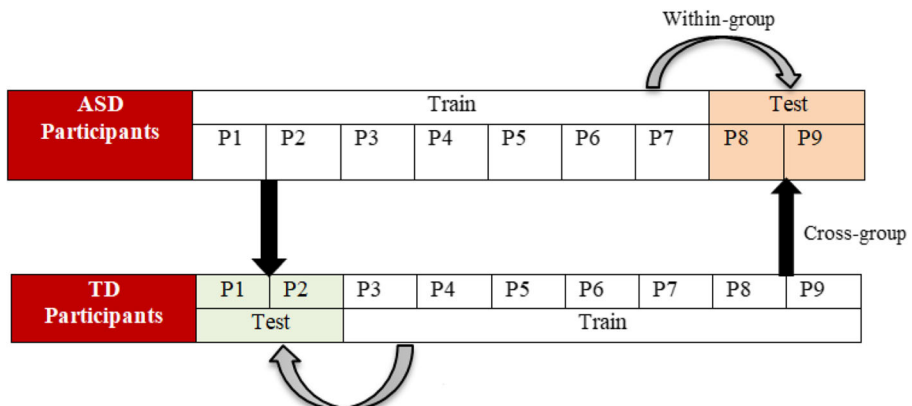 Within-group
ASD
Participants
Train
Test
P1 P2 P3 P4 P5 P6 P7 P8 P9
Cross-group
TD
Participants
P1 P2 P3 P4 P5 P6 P7 P8 P9
Test
Train